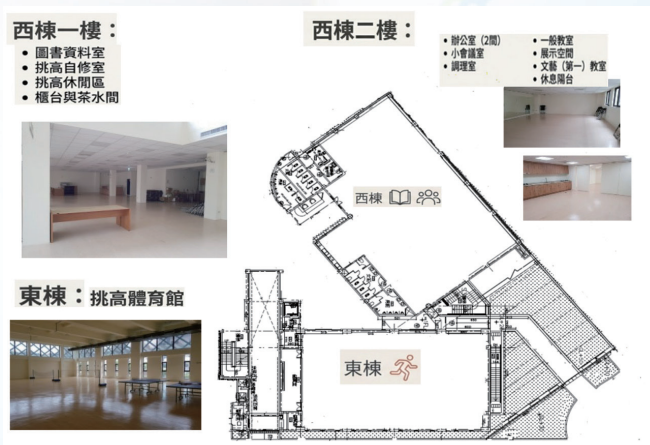 西棟一樓：
• 圖書資料室
• 挑高自修室
• 挑高休閒區
• 櫃台與茶水間
西棟二樓：
• 辦公室（2間）
• 小會議室
• 調理室
• 一般教室
• 展示空間
• 文藝（第一）教室
• 休息陽台
西棟
東棟：挑高體育館
東棟